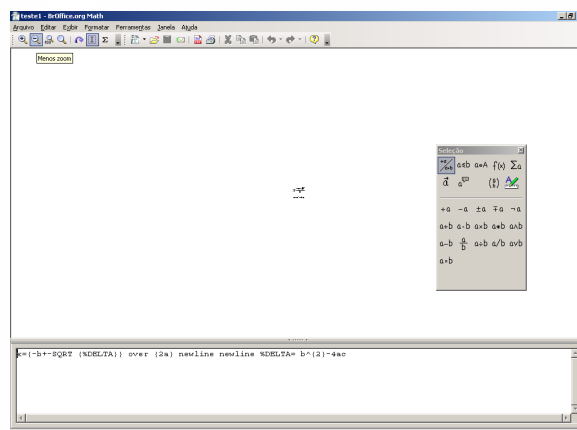 teste1 - BrOffice.org Math
Arquivo Editar Exibir Formatar Ferramentas Janela Ajuda
Menos zoom
Seleção
+a/a+b a≤b a∈A f(x) Σa
+a -a ±a ∓a ¬a
a+b a·b a×b a∗b a∧b
a-b a/b a÷b a/b a∨b
a∘b
x={-b+-SQRT {%DELTA}} over {2a} newline newline %DELTA= b^{2}-4ac